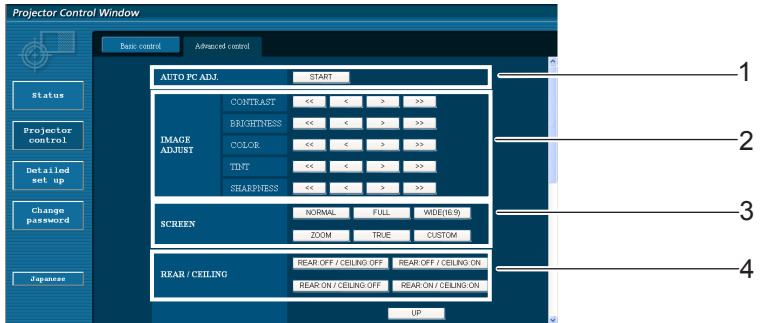 Projector Control Window
Basic control Advanced control
AUTO PC ADJ. START 1
Status
CONTRAST << < > >>
BRIGHTNESS << < > >>
Projector control
IMAGE ADJUST COLOR << < > >> 2
TINT << < > >>
Detailed set up
SHARPNESS << < > >>
Change password
NORMAL FULL WIDE(16:9) 3
SCREEN
ZOOM TRUE CUSTOM
REAR:OFF / CEILING:OFF REAR:OFF / CEILING:ON 4
REAR / CEILING
Japanese
REAR:ON / CEILING:OFF REAR:ON / CEILING:ON
UP